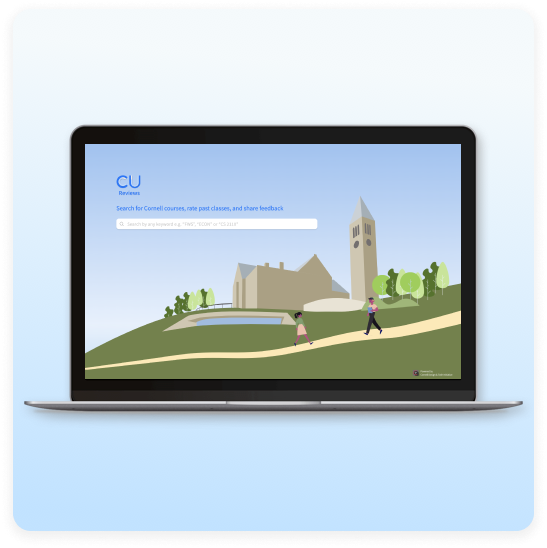 CU
Reviews
Search for Cornell courses, rate past classes, and share feedback
Search by any keyword e.g. "FWS", "ECON" or "CS 2110"